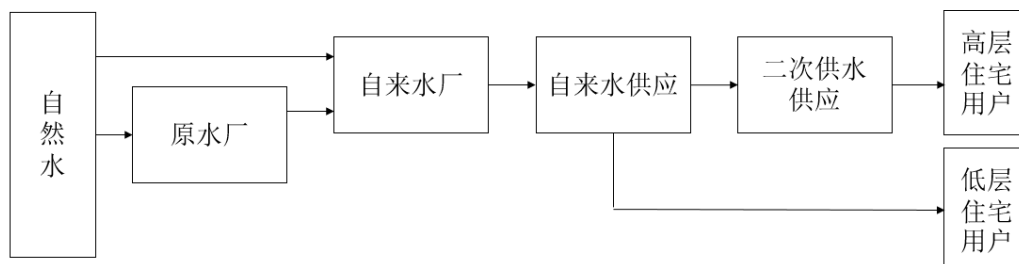 自
然
水
原水厂
自来水厂
自来水供应
二次供水
供应
高层
住宅
用户
低层
住宅
用户